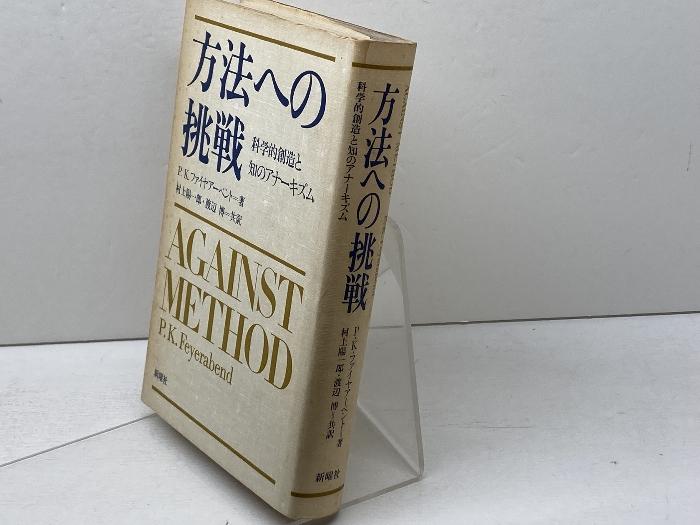 方法への
挑戦
科学的創造と
知のアナーキズム
P.K.ファイヤアーベント=著
村上陽一郎・渡辺 博=共訳
AGAINST
METHOD
P.K.Feyerabend
新曜社
方法への挑戦
科学的創造と知のアナーキズム
P・K・ファイヤアーベント=著
村上陽一郎・渡辺 博=共訳
新曜社